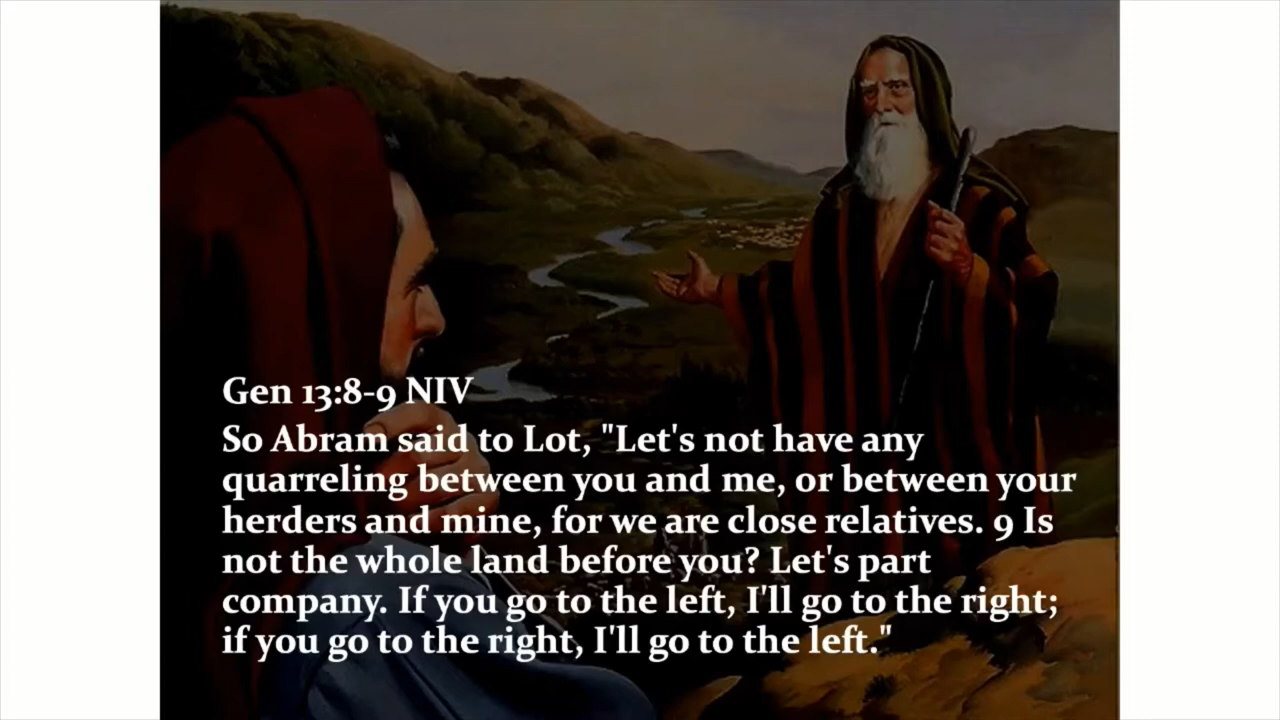 Gen 13:8-9 NIV
So Abram said to Lot, "Let's not have any
quarreling between you and me, or between your
herders and mine, for we are close relatives. 9 Is
not the whole land before you? Let's part
company. If you go to the left, I'll go to the right;
if you go to the right, I'll go to the left."